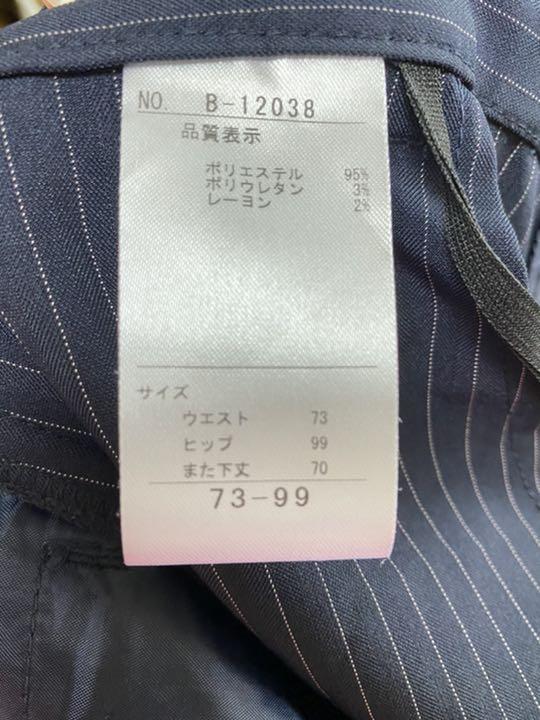 NO. B-12038
品質表示
ポリエステル 95%
ポリウレタン 3%
レーヨン 2%
サイズ
ウエスト 73
ヒップ 99
また下丈 70
73-99